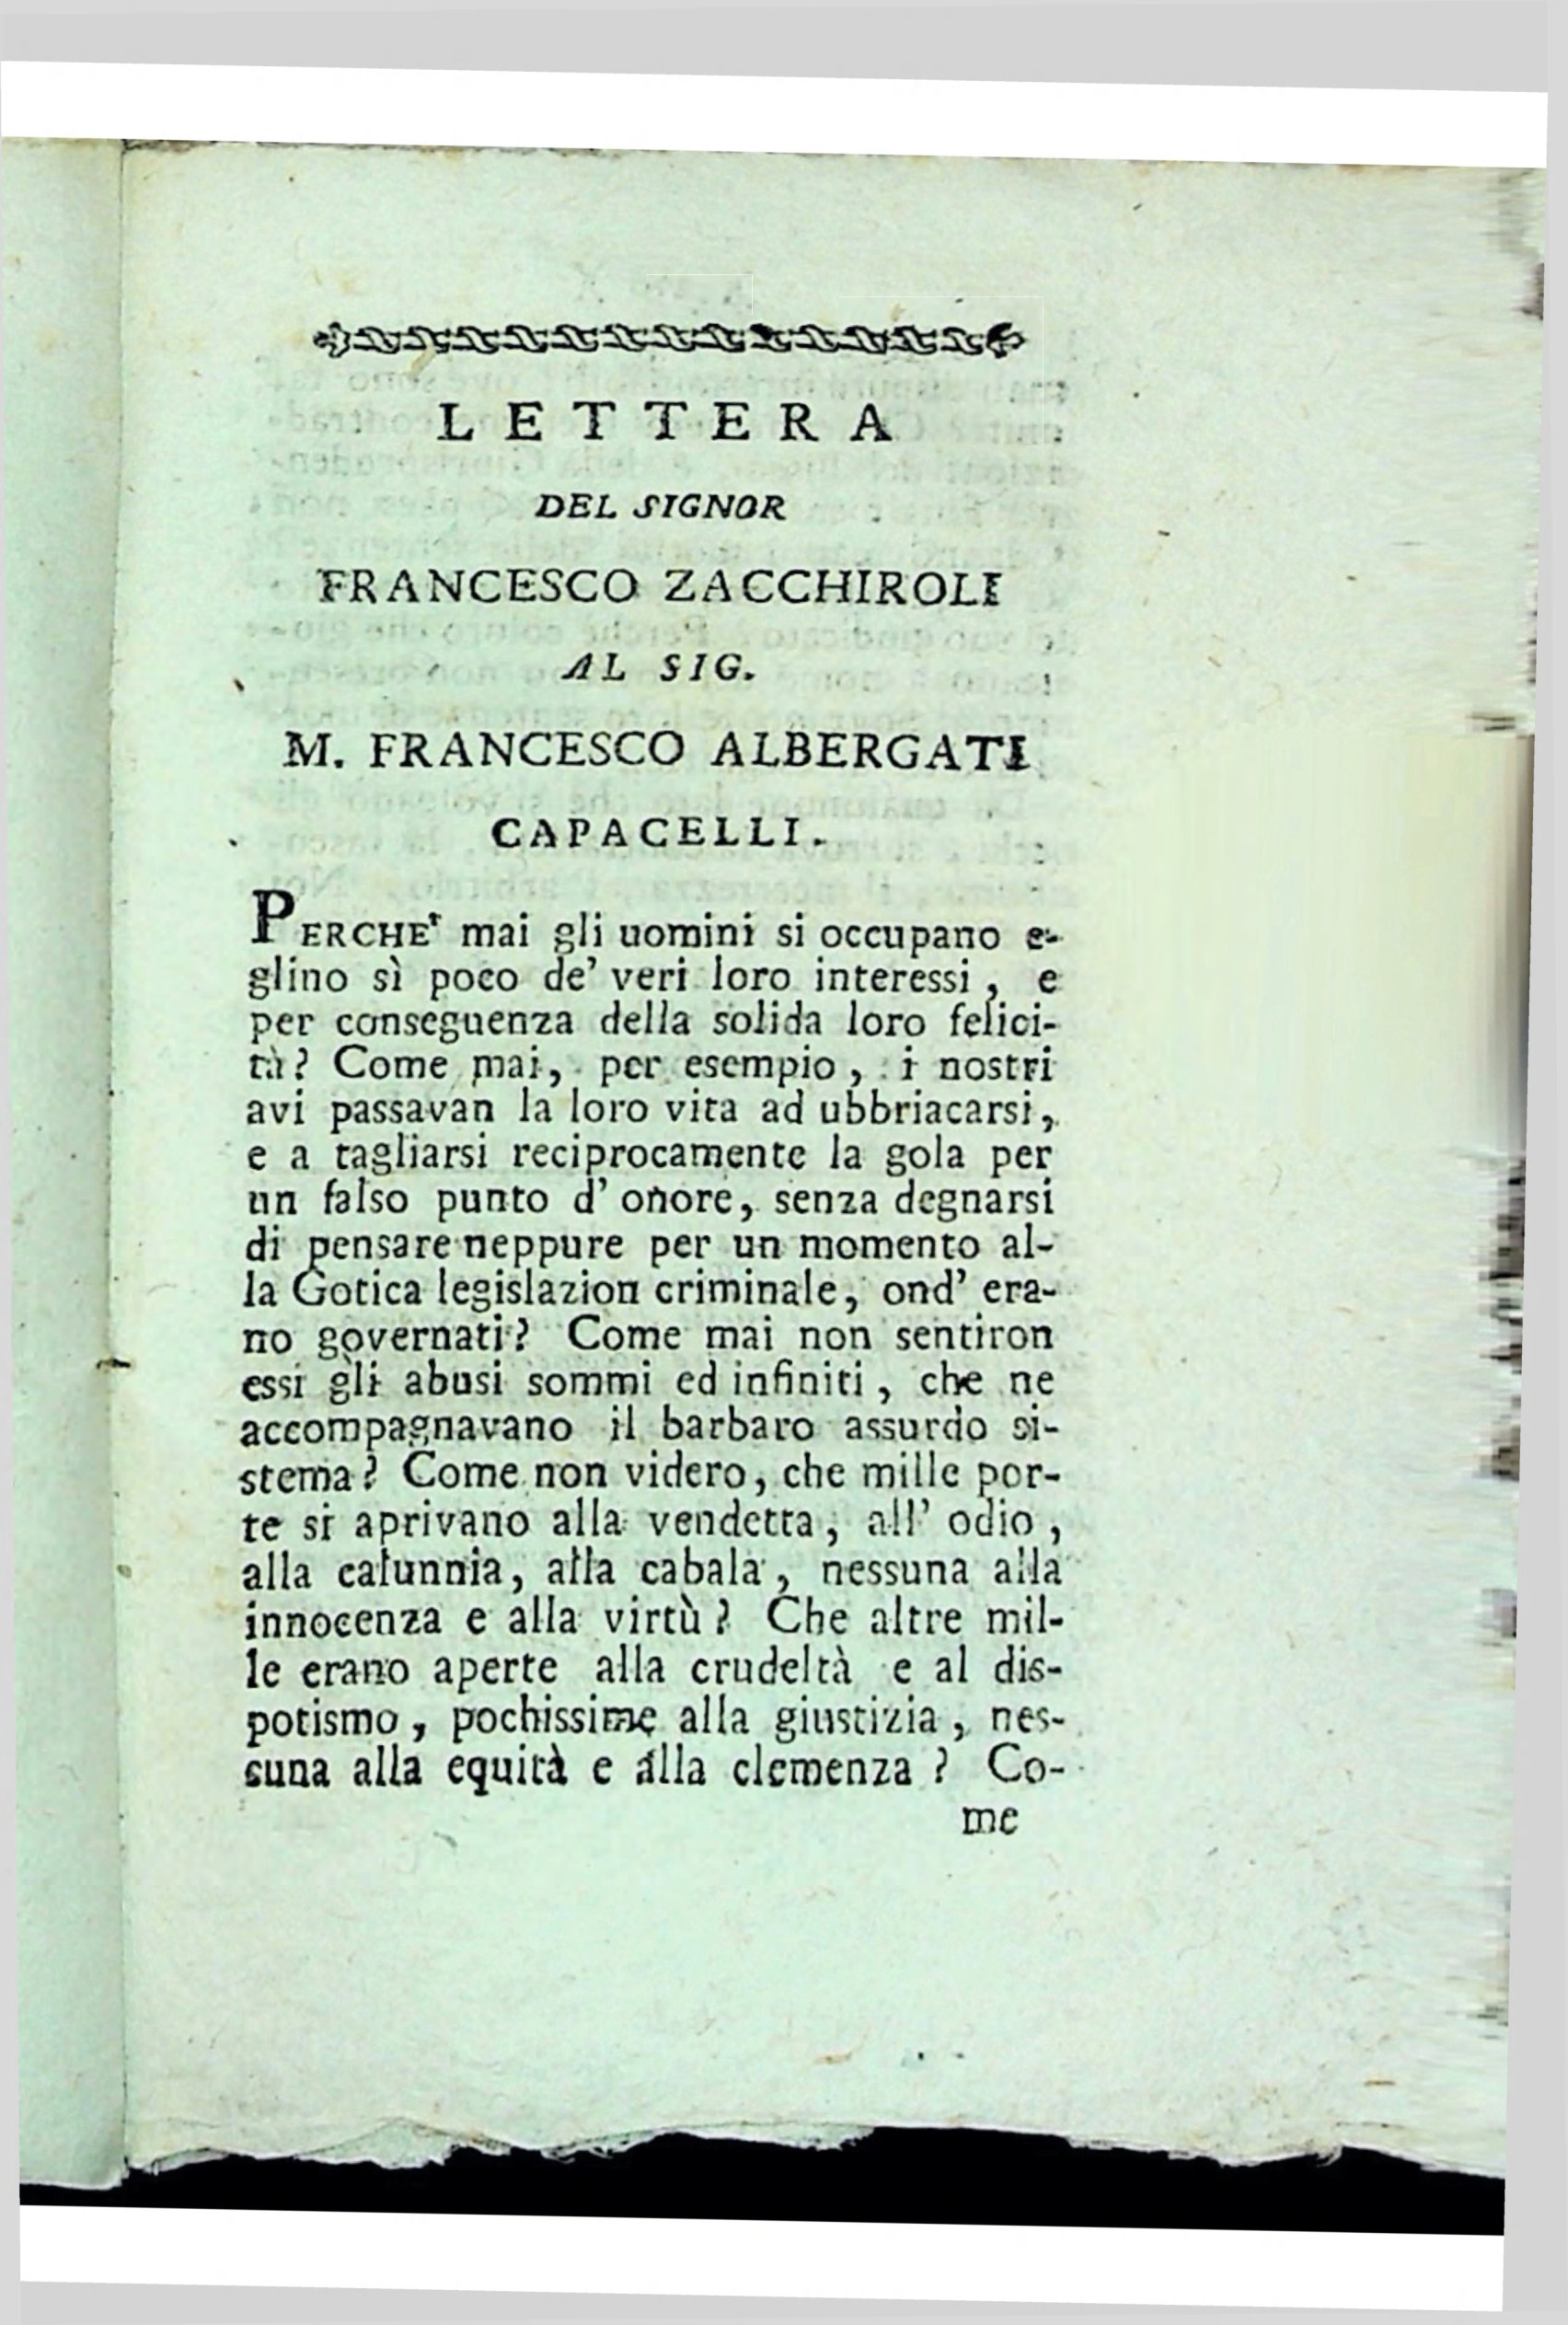 LETTERA
DEL SIGNOR
FRANCESCO ZACCHIROLI
AL SIG.
M. FRANCESCO ALBERGATI
CAPACELLI.
PERCHE' mai gli uomini si occupano e-
glino sì poco de' veri loro interessi, e
per conseguenza della solida loro felici-
tà? Come mai, per esempio, i nostri
avi passavan la loro vita ad ubbriacarsi,
e a tagliarsi reciprocamente la gola per
un falso punto d' onore, senza degnarsi
di pensare neppure per un momento al-
la Gotica legislazion criminale, ond' era-
no governati? Come mai non sentiron
essi gli abusi sommi ed infiniti, che ne
accompagnavano il barbaro assurdo si-
stema? Come non videro, che mille por-
te si aprivano alla vendetta, all' odio,
alla calunnia, alla cabala, nessuna alla
innocenza e alla virtù? Che altre mil-
le erano aperte alla crudeltà e al dis-
potismo, pochissime alla giustizia, nes-
suna alla equità e alla clemenza? Co-
me